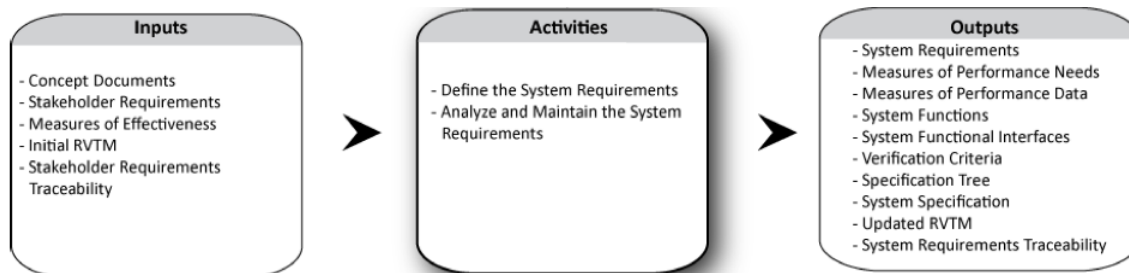 Inputs
- Concept Documents
- Stakeholder Requirements
- Measures of Effectiveness
- Initial RVTM
- Stakeholder Requirements
Traceability
Activities
- Define the System Requirements
- Analyze and Maintain the System
Requirements
Outputs
- System Requirements
- Measures of Performance Needs
- Measures of Performance Data
- System Functions
- System Functional Interfaces
- Verification Criteria
- Specification Tree
- System Specification
- Updated RVTM
- System Requirements Traceability